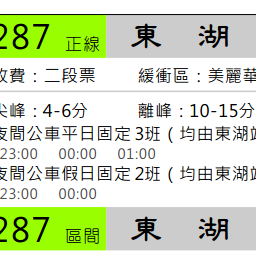 287 正線 東 湖
收費：二段票 緩衝區：美麗華
尖峰：4-6分 離峰：10-15分
夜間公車平日固定3班（均由東湖站
23:00 00:00 01:00
夜間公車假日固定2班（均由東湖站
23:00 00:00
287 區間 東 湖